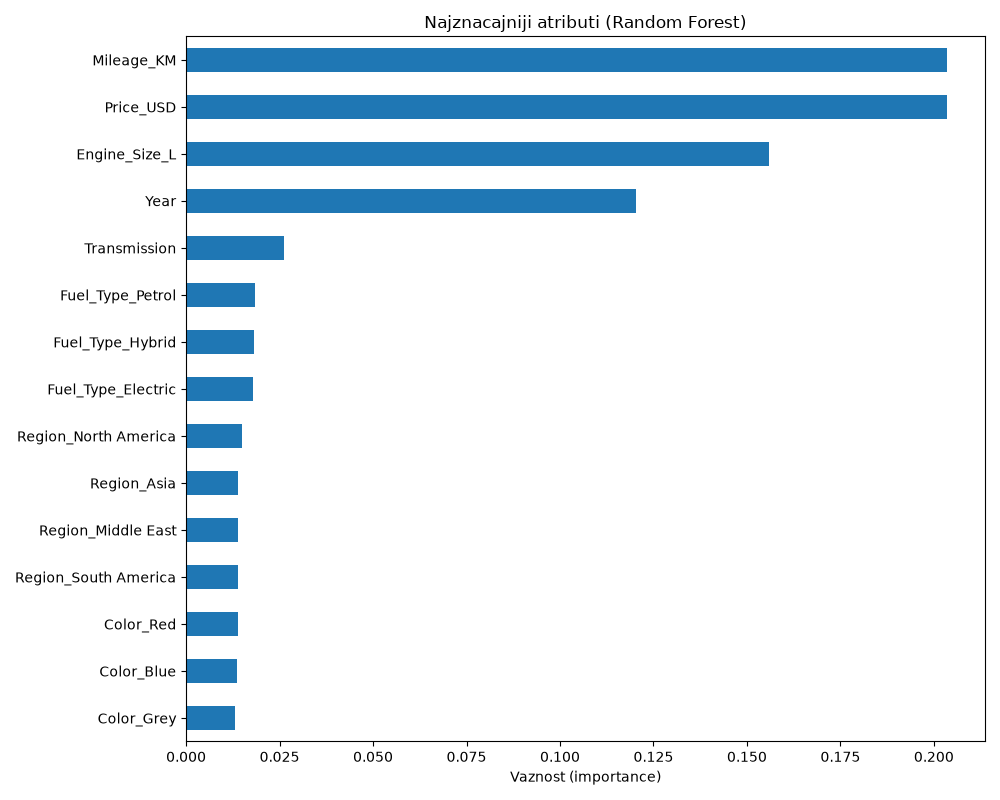 Najznacajniji atributi (Random Forest)
Mileage_KM
Price_USD
Engine_Size_L
Year
Transmission
Fuel_Type_Petrol
Fuel_Type_Hybrid
Fuel_Type_Electric
Region_North America
Region_Asia
Region_Middle East
Region_South America
Color_Red
Color_Blue
Color_Grey
0.000 0.025 0.050 0.075 0.100 0.125 0.150 0.175 0.200
Vaznost (importance)